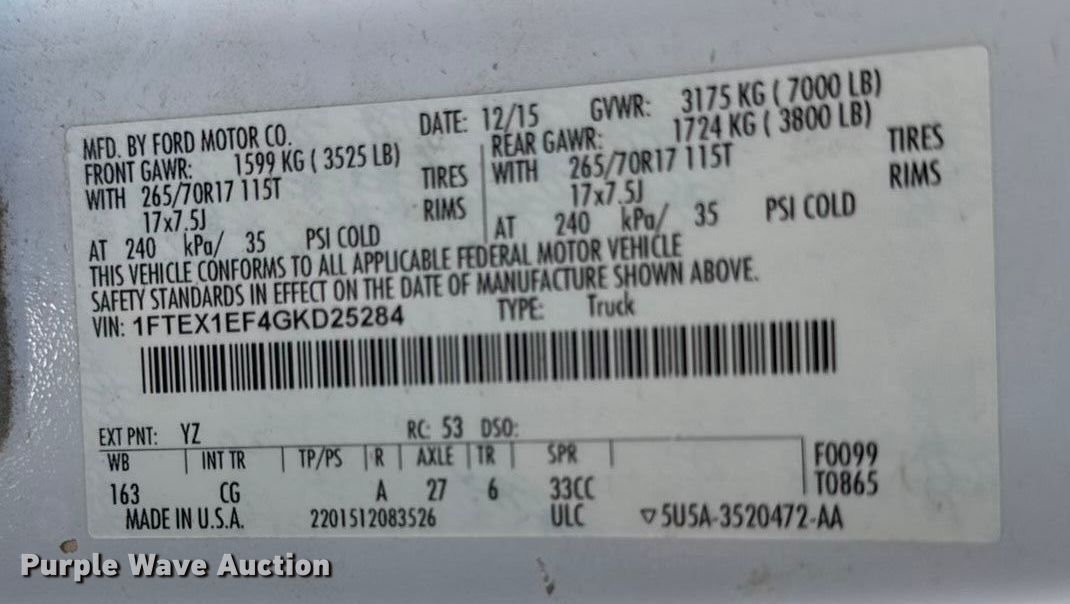 MFD. BY FORD MOTOR CO.
DATE: 12/15
GVWR: 3175 KG ( 7000 LB)
FRONT GAWR: 1599 KG ( 3525 LB)
REAR GAWR: 1724 KG ( 3800 LB)
WITH 265/70R17 115T TIRES
WITH 265/70R17 115T TIRES
17x7.5J RIMS
17x7.5J RIMS
AT 240 kPa/ 35 PSI COLD
AT 240 kPa/ 35 PSI COLD
THIS VEHICLE CONFORMS TO ALL APPLICABLE FEDERAL MOTOR VEHICLE
SAFETY STANDARDS IN EFFECT ON THE DATE OF MANUFACTURE SHOWN ABOVE.
VIN: 1FTEX1EF4GKD25284 TYPE: Truck
EXT PNT: YZ RC: 53 DSO:
WB | INT TR | TP/PS | R | AXLE | TR | SPR | F0099
163 CG A 27 6 33CC T0865
MADE IN U.S.A. 2201512083526 ULC ▽5U5A-3520472-AA
Purple Wave Auction